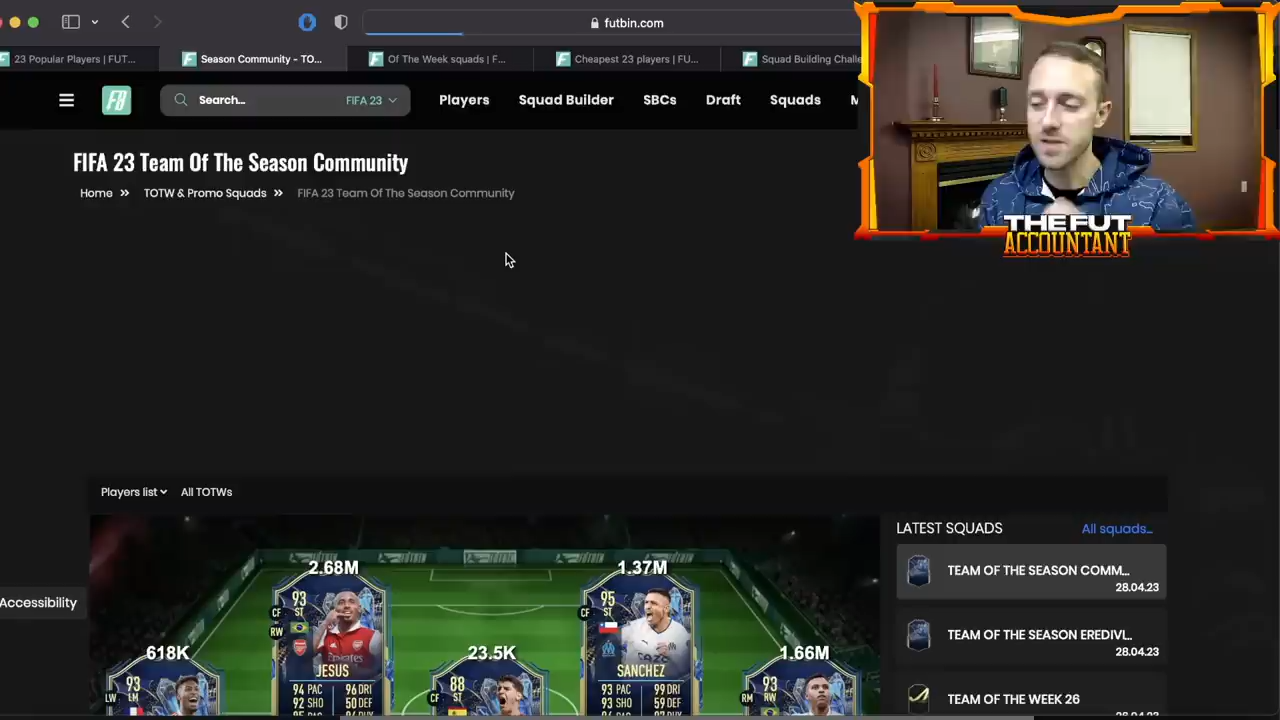 futbin.com
23 Popular Players | FUT...
Season Community - TO...
Of The Week squads | F...
Cheapest 23 players | FU...
Squad Building Challe
F8
Search...
FIFA 23
Players
Squad Builder
SBCs
Draft
Squads
M
FIFA 23 Team Of The Season Community
Home
TOTW & Promo Squads
FIFA 23 Team Of The Season Community
THE FUT
ACCOUNTANT
Players list
All TOTWs
LATEST SQUADS
All squads...
TEAM OF THE SEASON COMM...
28.04.23
TEAM OF THE SEASON EREDIVI...
28.04.23
TEAM OF THE WEEK 26
Accessibility
2.68M
93
ST
CF
RW
JESUS
94 PAC
96 DRI
92 SHO
50 DEF
1.37M
95
ST
CF
SANCHEZ
93 PAC
99 DRI
93 SHO
59 DEF
618K
93
LM
LW
23.5K
88
ST
CF
1.66M
93
RM